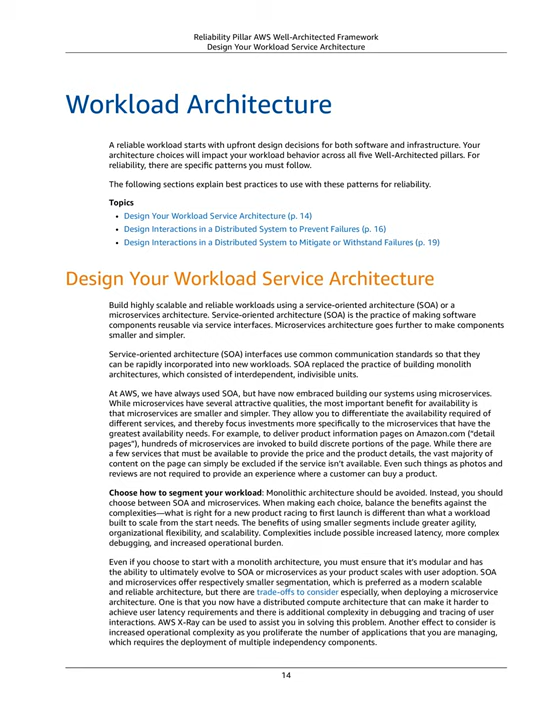 Reliability Pillar AWS Well-Architected Framework
Design Your Workload Service Architecture
Workload Architecture
A reliable workload starts with upfront design decisions for both software and infrastructure. Your
architecture choices will impact your workload behavior across all five Well-Architected pillars. For
reliability, there are specific patterns you must follow.
The following sections explain best practices to use with these patterns for reliability.
Topics
• Design Your Workload Service Architecture (p. 14)
• Design Interactions in a Distributed System to Prevent Failures (p. 16)
• Design Interactions in a Distributed System to Mitigate or Withstand Failures (p. 19)
Design Your Workload Service Architecture
Build highly scalable and reliable workloads using a service-oriented architecture (SOA) or a
microservices architecture. Service-oriented architecture (SOA) is the practice of making software
components reusable via service interfaces. Microservices architecture goes further to make components
smaller and simpler.
Service-oriented architecture (SOA) interfaces use common communication standards so that they
can be rapidly incorporated into new workloads. SOA replaced the practice of building monolith
architectures, which consisted of interdependent, indivisible units.
At AWS, we have always used SOA, but have now embraced building our systems using microservices.
While microservices have several attractive qualities, the most important benefit for availability is
that microservices are smaller and simpler. They allow you to differentiate the availability required of
different services, and thereby focus investments more specifically to the microservices that have the
greatest availability needs. For example, to deliver product information pages on Amazon.com (“detail
pages”), hundreds of microservices are invoked to build discrete portions of the page. While there are
a few services that must be available to provide the price and the product details, the vast majority of
content on the page can simply be excluded if the service isn’t available. Even such things as photos and
reviews are not required to provide an experience where a customer can buy a product.
Choose how to segment your workload: Monolithic architecture should be avoided. Instead, you should
choose between SOA and microservices. When making each choice, balance the benefits against the
complexities—what is right for a new product racing to first launch is different than what a workload
built to scale from the start needs. The benefits of using smaller segments include greater agility,
organizational flexibility, and scalability. Complexities include possible increased latency, more complex
debugging, and increased operational burden.
Even if you choose to start with a monolith architecture, you must ensure that it’s modular and has
the ability to ultimately evolve to SOA or microservices as your product scales with user adoption. SOA
and microservices offer respectively smaller segmentation, which is preferred as a modern scalable
and reliable architecture, but there are trade-offs to consider especially, when deploying a microservice
architecture. One is that you now have a distributed compute architecture that can make it harder to
achieve user latency requirements and there is additional complexity in debugging and tracing of user
interactions. AWS X-Ray can be used to assist you in solving this problem. Another effect to consider is
increased operational complexity as you proliferate the number of applications that you are managing,
which requires the deployment of multiple independency components.
14